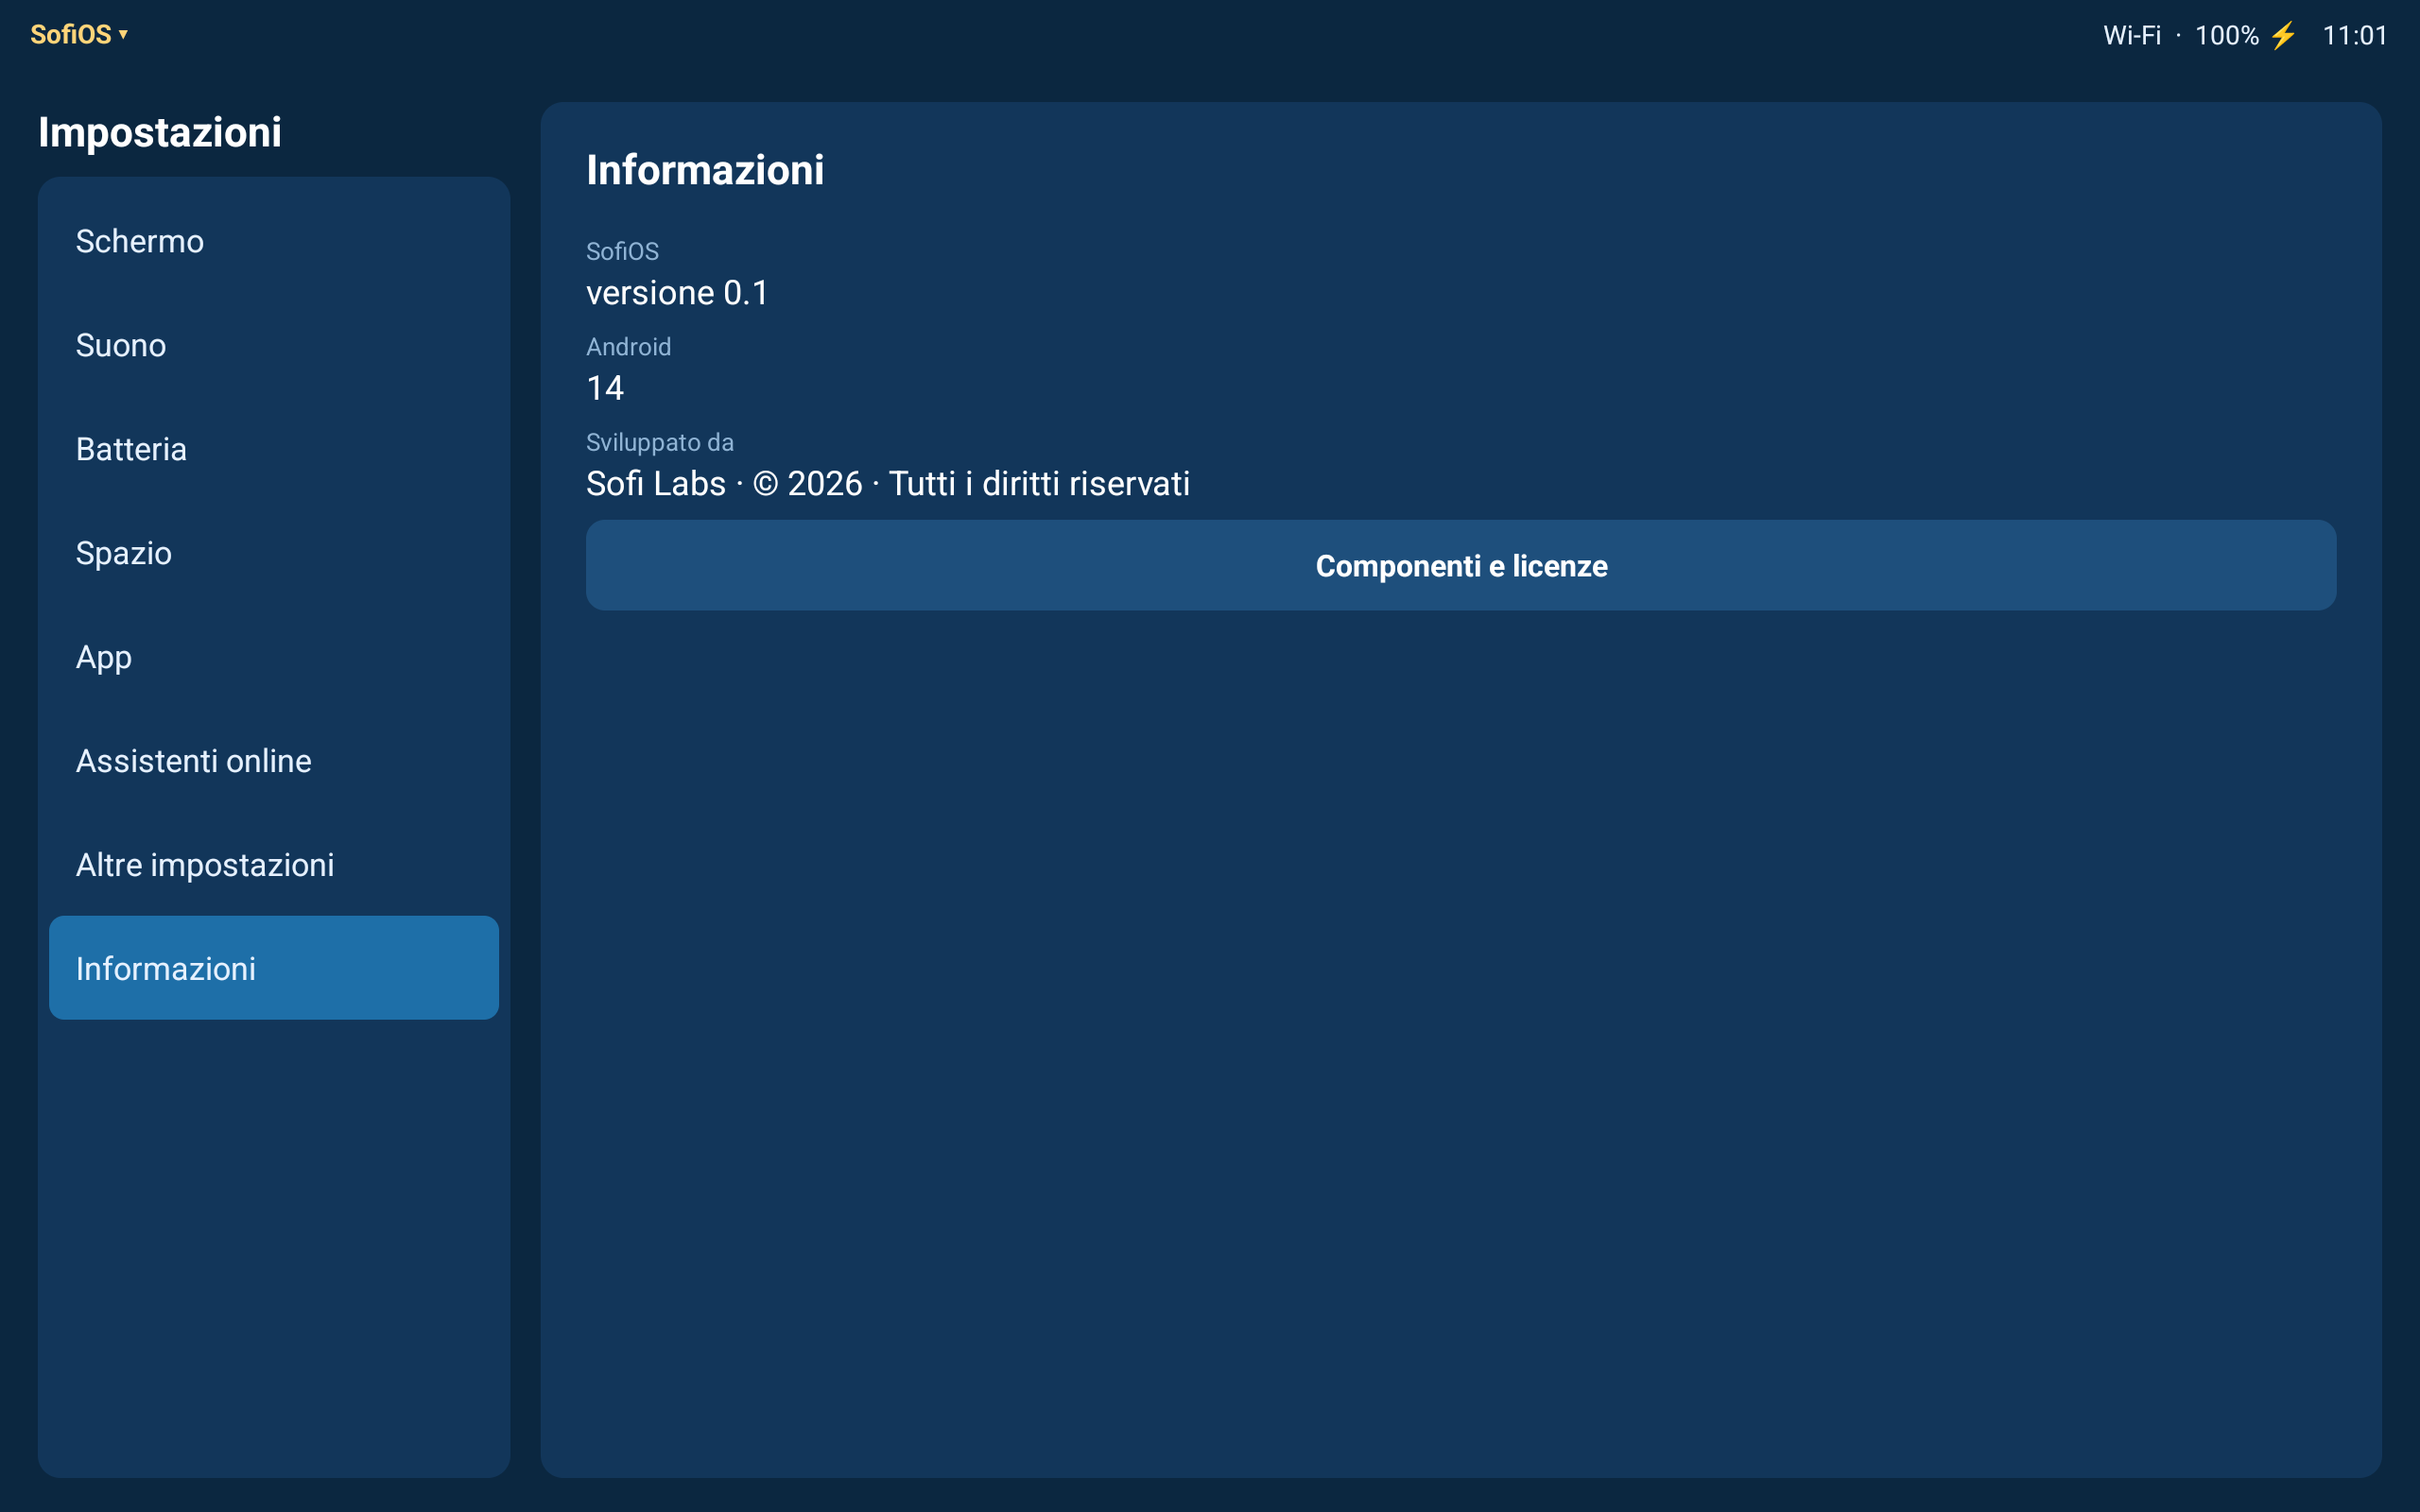 SofiOS ▾
Wi-Fi · 100% ⚡ 11:01
Impostazioni
Schermo
Suono
Batteria
Spazio
App
Assistenti online
Altre impostazioni
Informazioni
Informazioni
SofiOS
versione 0.1
Android
14
Sviluppato da
Sofi Labs · © 2026 · Tutti i diritti riservati
Componenti e licenze